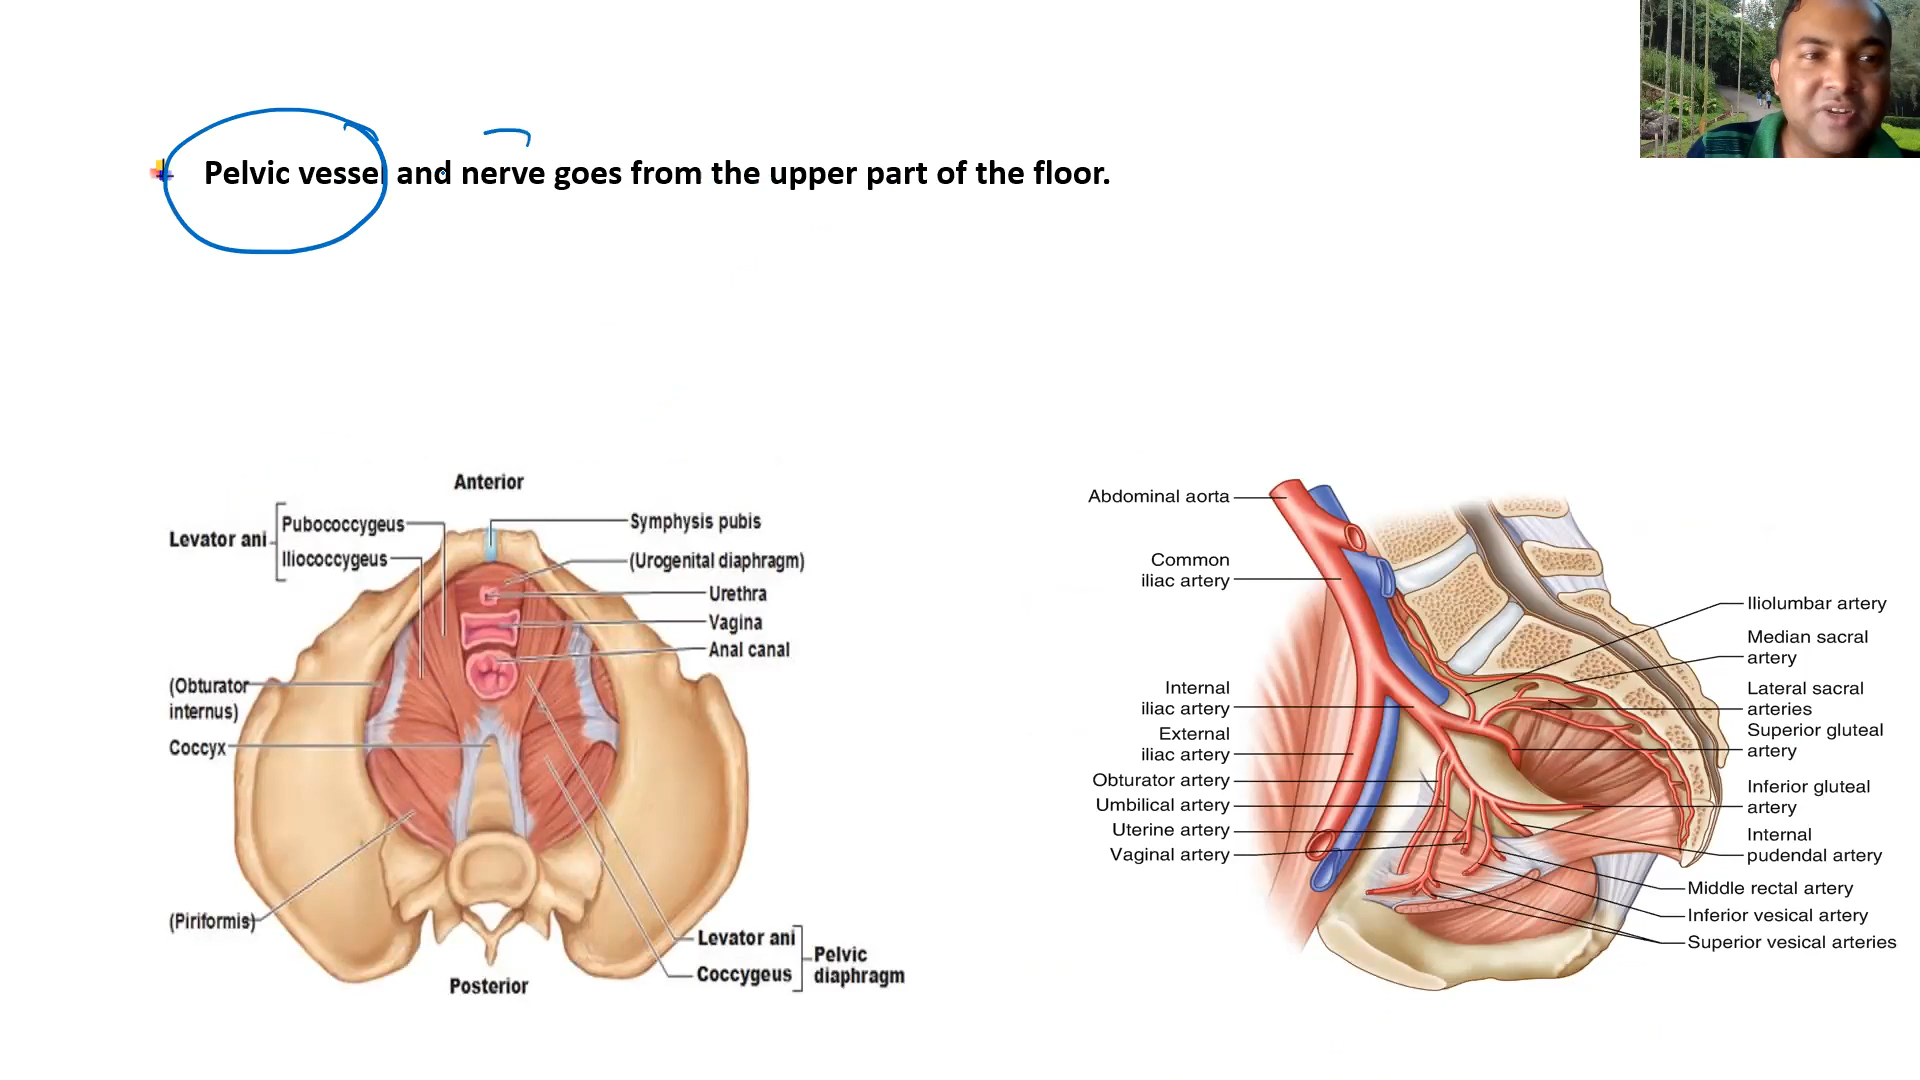 Pelvic vessel and nerve goes from the upper part of the floor.
Anterior
Levator ani
Pubococcygeus
Iliococcygeus
Symphysis pubis
(Urogenital diaphragm)
Urethra
Vagina
Anal canal
(Obturator
internus)
Coccyx
(Piriformis)
Levator ani
Coccygeus
Pelvic
diaphragm
Posterior
Abdominal aorta
Common
iliac artery
Internal
iliac artery
External
iliac artery
Obturator artery
Umbilical artery
Uterine artery
Vaginal artery
Iliolumbar artery
Median sacral
artery
Lateral sacral
arteries
Superior gluteal
artery
Inferior gluteal
artery
Internal
pudendal artery
Middle rectal artery
Inferior vesical artery
Superior vesical arteries